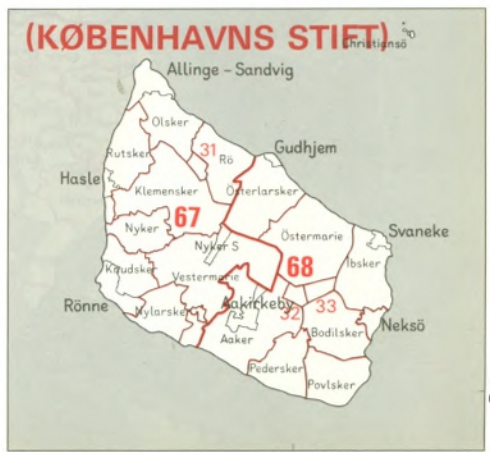 (KØBENHAVNS STIFT)
Christiansö
Allinge - Sandvig
Olsker
31
Rö
Rutsker
Gudhjem
Hasle
Klemensker
Österlarsker
67
Nyker
Svaneke
Östermarie
Nyker S
68
Ibsker
Knudsker
Vestermarie
Rönne
Aakirkeby
33
Nylarsker
32
Neksö
Bodilsker
Aaker
Pedersker
Povlsker